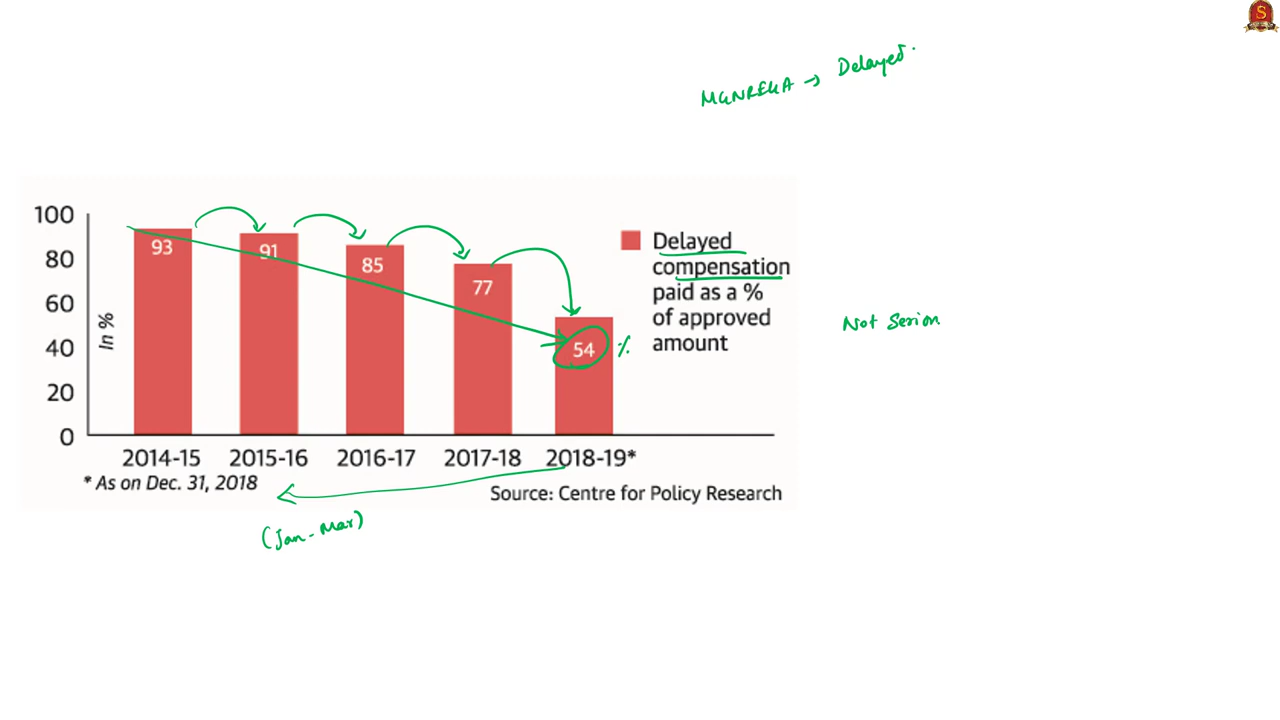 MGNREGA → Delayed.
100
80
60
40
20
0
In %
93
91
85
77
54 %
Delayed
compensation
paid as a %
of approved
amount
Not Seriou
2014-15 2015-16 2016-17 2017-18 2018-19*
* As on Dec. 31, 2018
Source: Centre for Policy Research
(Jan - Mar)